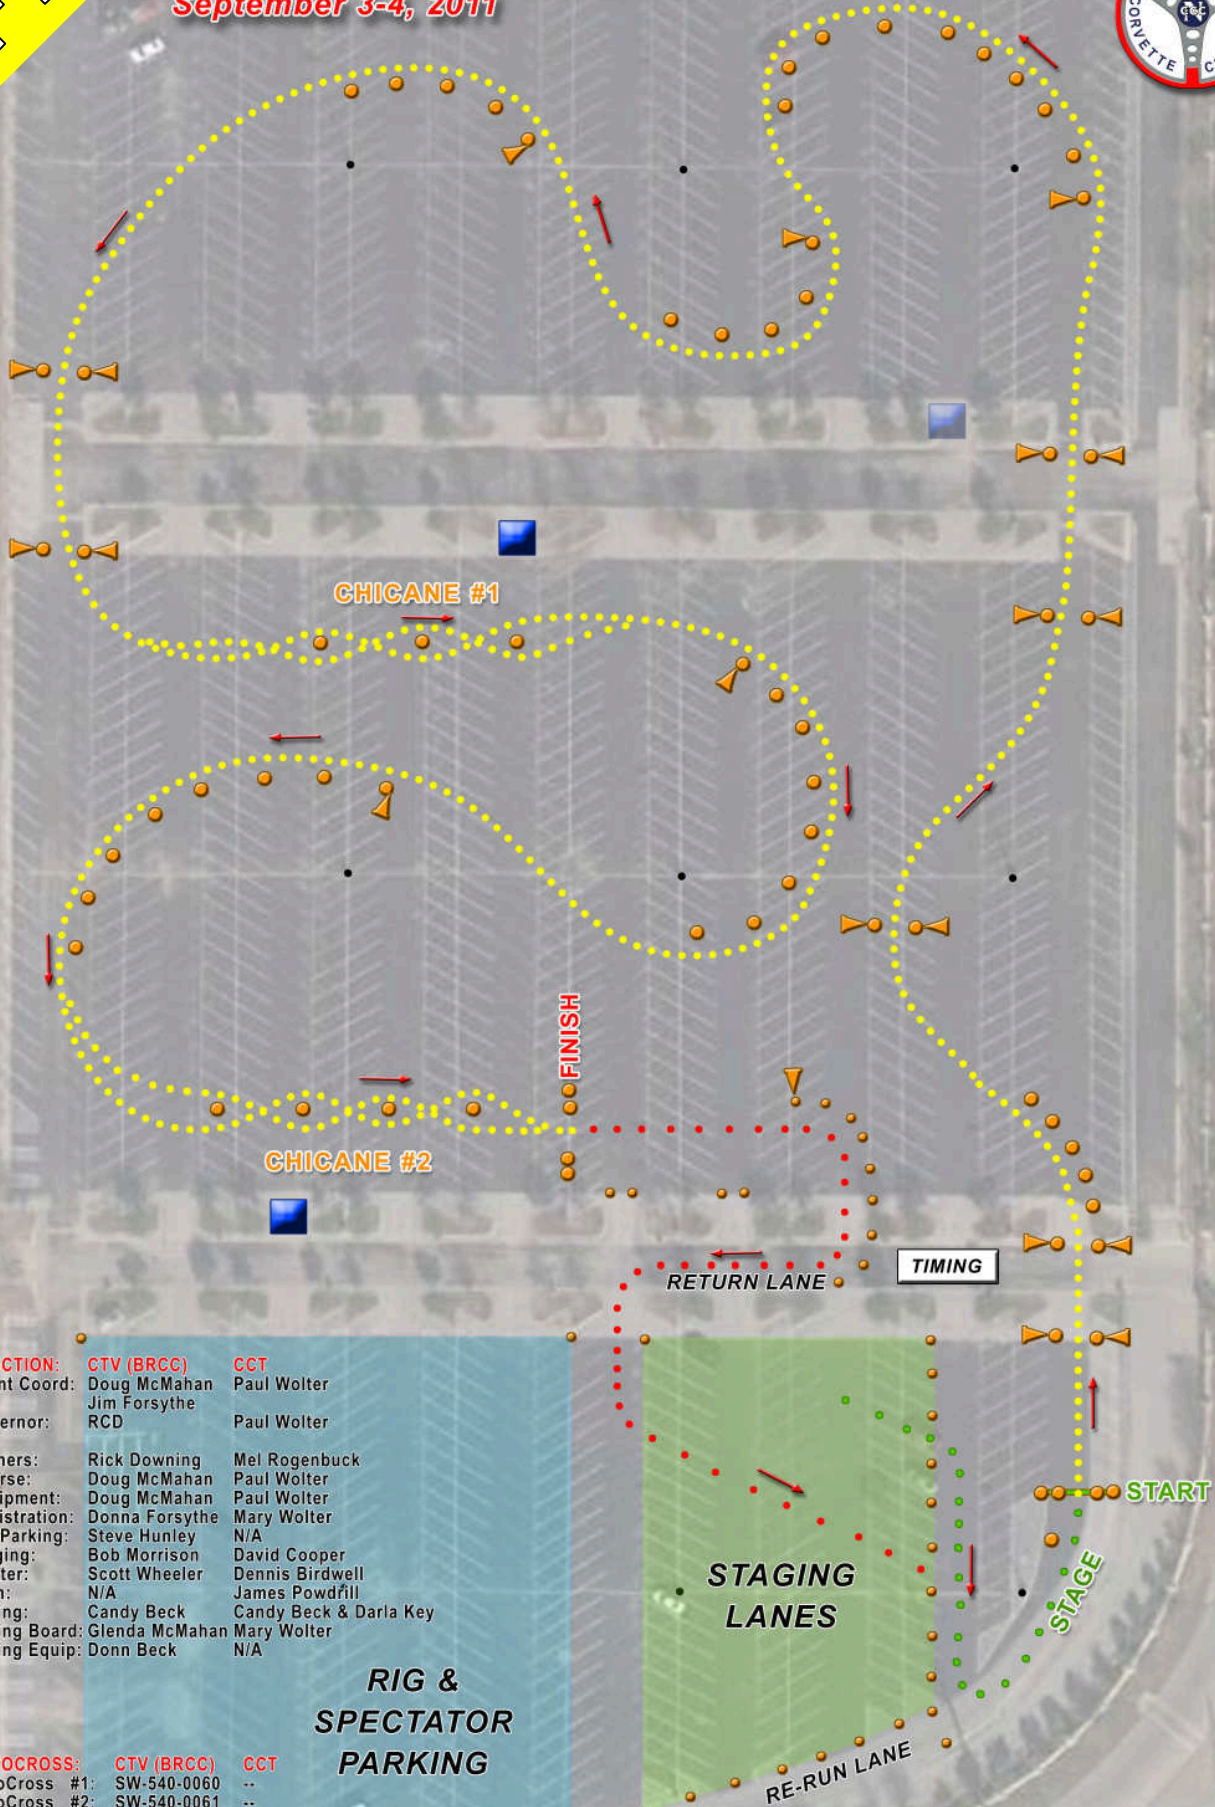 September 3-4, 2011
CORVETTE
CHICANE #1
FINISH
CHICANE #2
TIMING
RETURN LANE
CTION: CTV (BRCC) CCT
nt Coord: Doug McMahan Paul Wolter
Jim Forsythe
ernor: RCD Paul Wolter
ners: Rick Downing Mel Rogenbuck
rse: Doug McMahan Paul Wolter
ipment: Doug McMahan Paul Wolter
istration: Donna Forsythe Mary Wolter
Parking: Steve Hunley N/A
ging: Bob Morrison David Cooper
ter: Scott Wheeler Dennis Birdwell
h: N/A James Powdrill
ng: Candy Beck Candy Beck & Darla Key
ng Board: Glenda McMahan Mary Wolter
ng Equip: Donn Beck N/A
START
STAGE
STAGING
LANES
RIG &
SPECTATOR
PARKING
RE-RUN LANE
OCROSS: CTV (BRCC) CCT
oCross #1: SW-540-0060 --
oCross #2: SW-540-0061 --